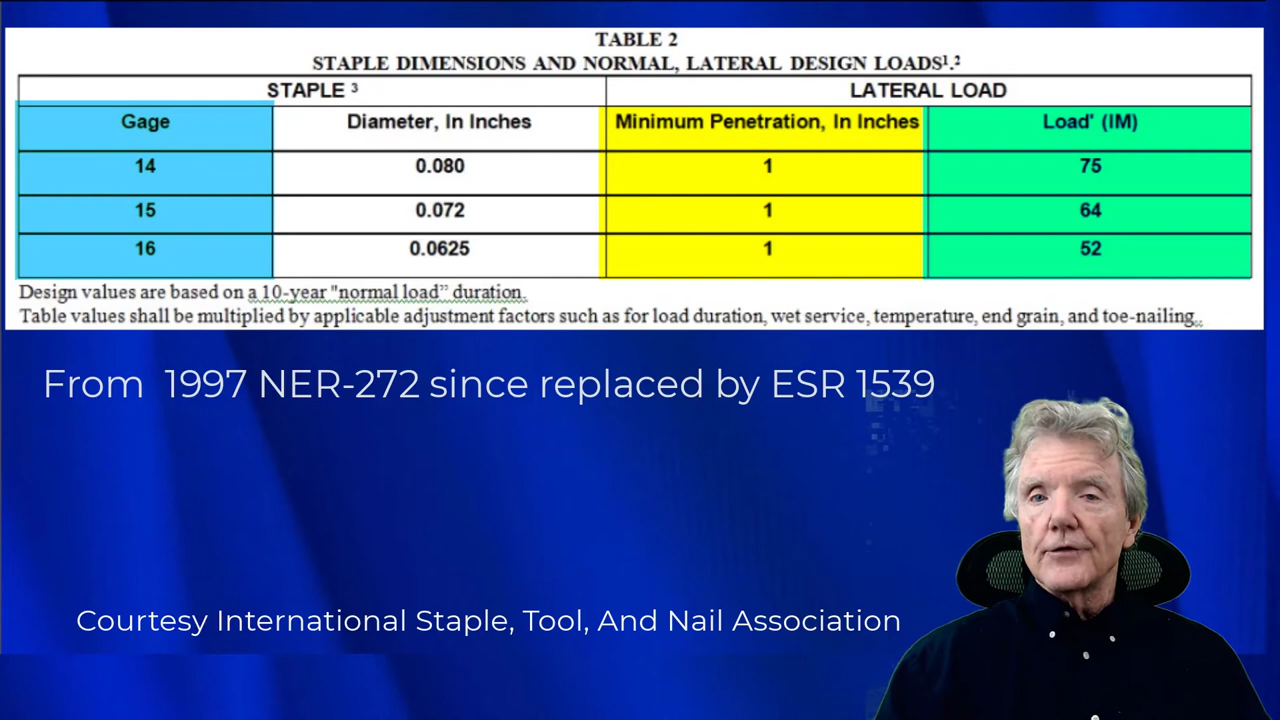 TABLE 2
STAPLE DIMENSIONS AND NORMAL, LATERAL DESIGN LOADS¹.²
STAPLE ³ LATERAL LOAD
Gage Diameter, In Inches Minimum Penetration, In Inches Load' (IM)
14 0.080 1 75
15 0.072 1 64
16 0.0625 1 52
Design values are based on a 10-year "normal load” duration.
Table values shall be multiplied by applicable adjustment factors such as for load duration, wet service, temperature, end grain, and toe-nailing..
From 1997 NER-272 since replaced by ESR 1539
Courtesy International Staple, Tool, And Nail Association